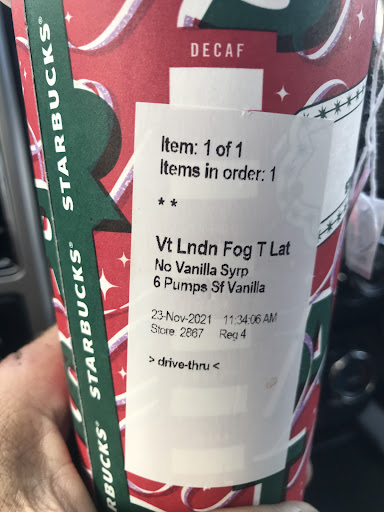 DECAF
STARBUCKS®
STARBUCKS®
STARBUCKS®
STARBUCKS
Item: 1 of 1
Items in order: 1
* *
Vt Lndn Fog T Lat
No Vanilla Syrp
6 Pumps Sf Vanilla
23-Nov-2021 11:34:06 AM
Store 2867 Reg 4
> drive-thru <